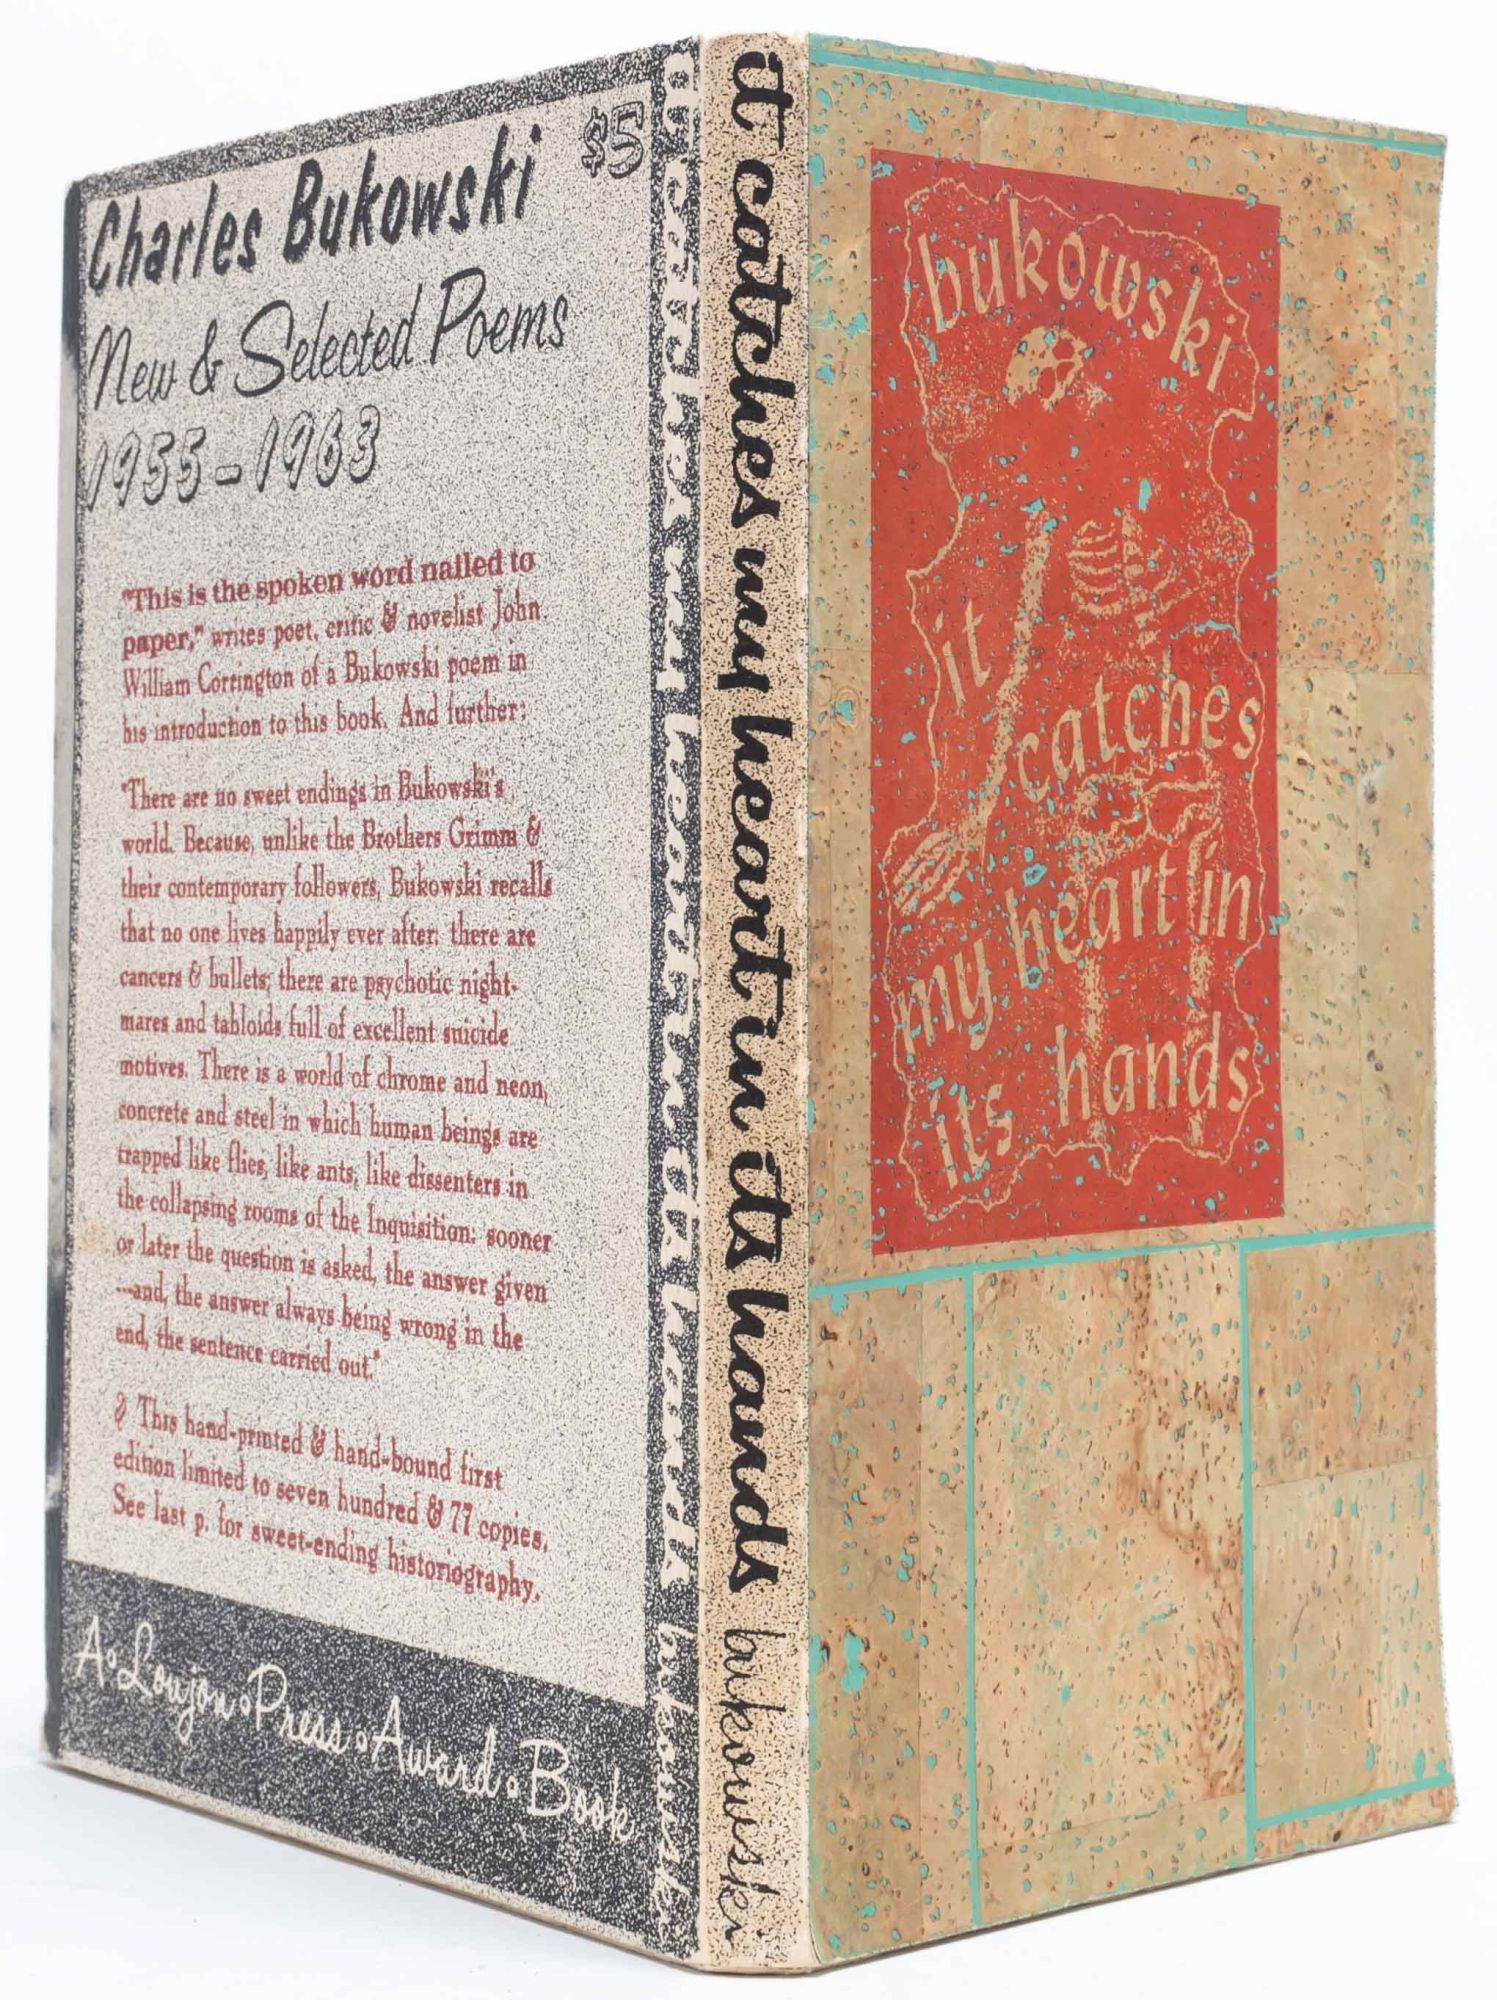 Charles Bukowski $5
New & Selected Poems
1955-1963
"This is the spoken word nailed to
paper," writes poet, critic & novelist John
William Corrington of a Bukowski poem in
his introduction to this book. And further:
"There are no sweet endings in Bukowski's
world. Because, unlike the Brothers Grimm &
their contemporary followers, Bukowski recalls
that no one lives happily ever after: there are
cancers & bullets; there are psychotic night-
mares and tabloids full of excellent suicide
motives. There is a world of chrome and neon,
concrete and steel in which human beings are
trapped like flies, like ants, like dissenters in
the collapsing rooms of the Inquisition: sooner
or later the question is asked, the answer given
---and, the answer always being wrong in the
end, the sentence carried out."
This hand-printed & hand-bound first
edition limited to seven hundred & 77 copies.
See last p. for sweet-ending historiography.
A•Loujon•Press•Award•Book
it catches my heart in its hands bukowski
it catches my heart in its hands bukowski
bukowski
it
catches
my heart in
its hands